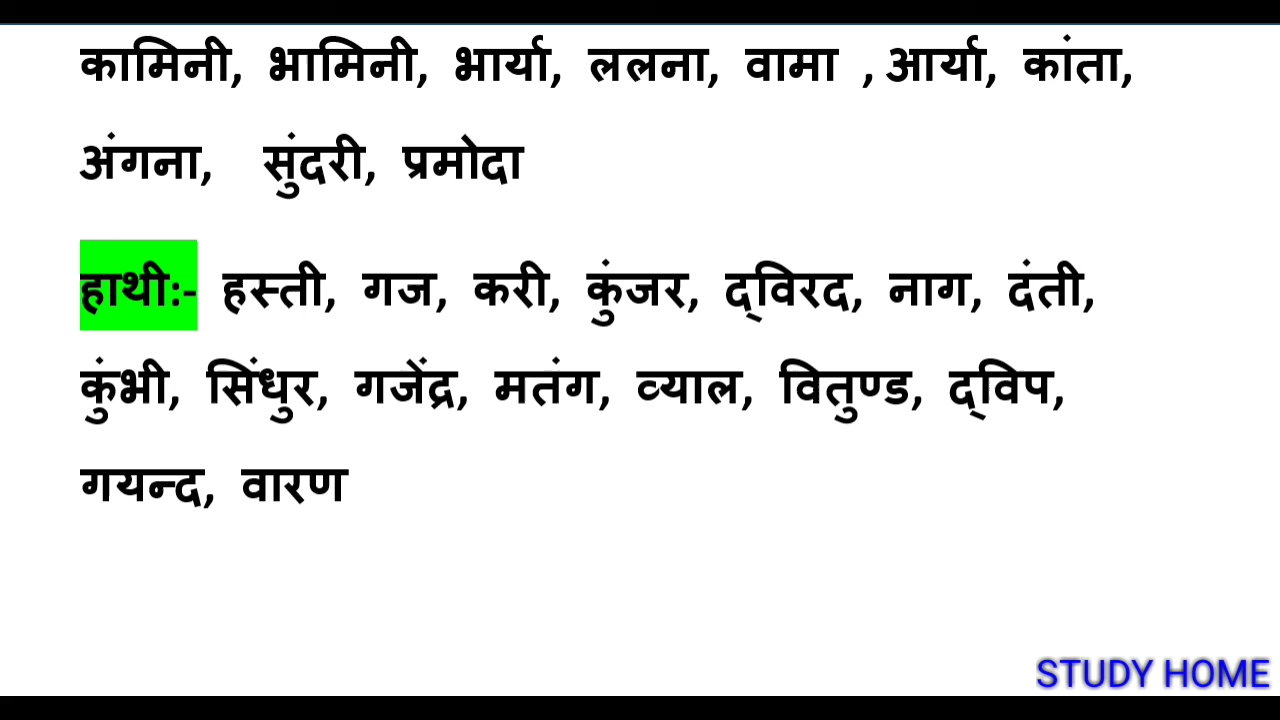 कामिनी, भामिनी, भार्या, ललना, वामा , आर्या, कांता,
अंगना, सुंदरी, प्रमोदा
हाथी:- हस्ती, गज, करी, कुंजर, द्‌विरद, नाग, दंती,
कुंभी, सिंधुर, गजेंद्र, मतंग, व्याल, वितुण्ड, द्‌विप,
गयन्द, वारण
STUDY HOME